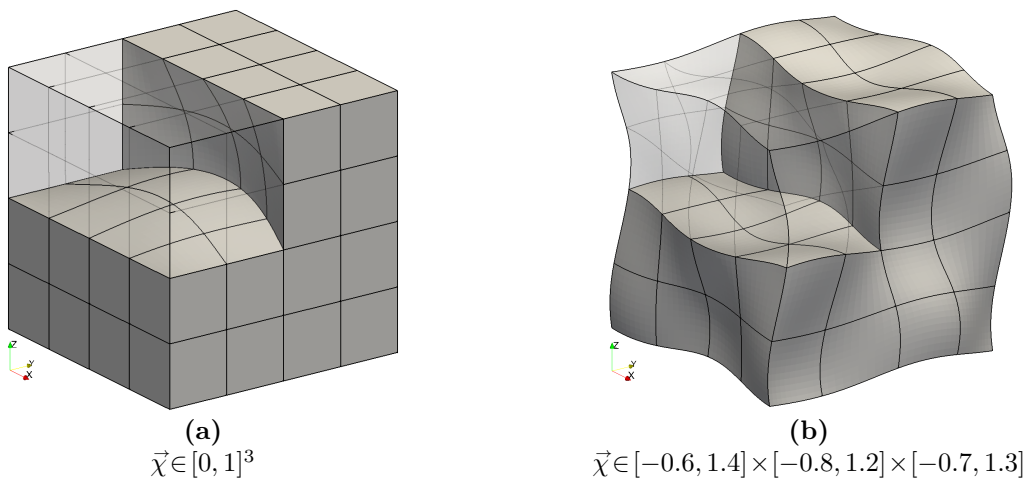 Z
Y
X
Z
Y
X
(a)
(b)
χ⃗∈[0, 1]³
χ⃗∈[−0.6, 1.4]×[−0.8, 1.2]×[−0.7, 1.3]